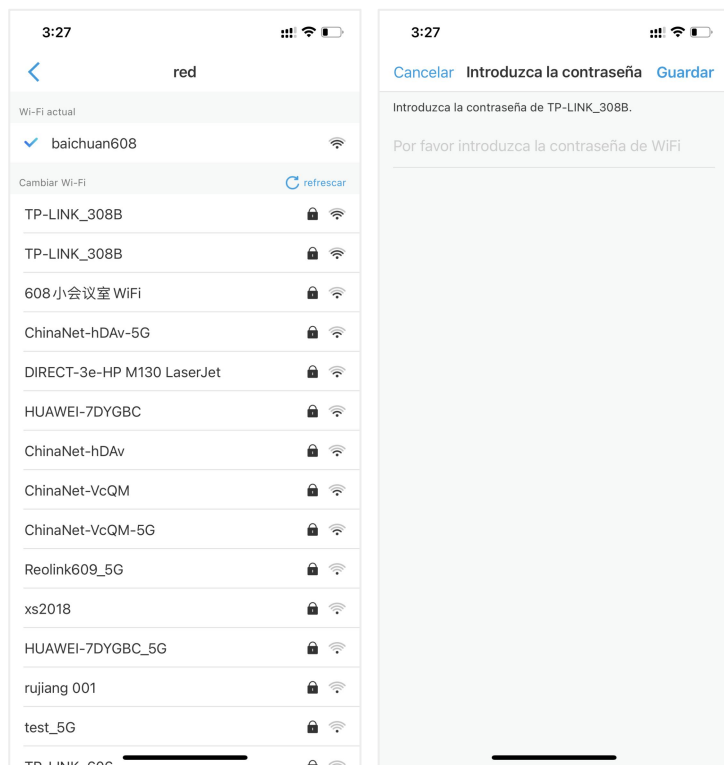 3:27
red
Wi-Fi actual
baichuan608
Cambiar Wi-Fi
refrescar
TP-LINK_308B
TP-LINK_308B
608小会议室WiFi
ChinaNet-hDAv-5G
DIRECT-3e-HP M130 LaserJet
HUAWEI-7DYGBC
ChinaNet-hDAv
ChinaNet-VcQM
ChinaNet-VcQM-5G
Reolink609_5G
xs2018
HUAWEI-7DYGBC_5G
rujiang 001
test_5G
3:27
Cancelar Introduzca la contraseña Guardar
Introduzca la contraseña de TP-LINK_308B.
Por favor introduzca la contraseña de WiFi